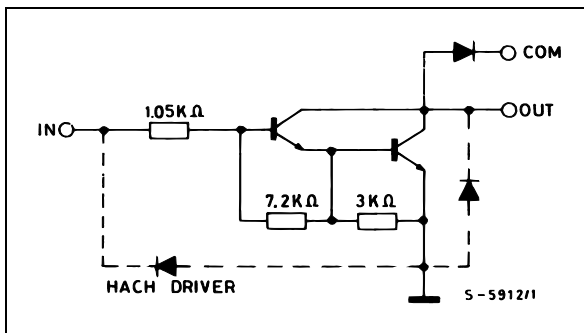 COM
1.05KΩ
OUT
IN
7.2KΩ
3KΩ
HACH DRIVER
S-5912/1